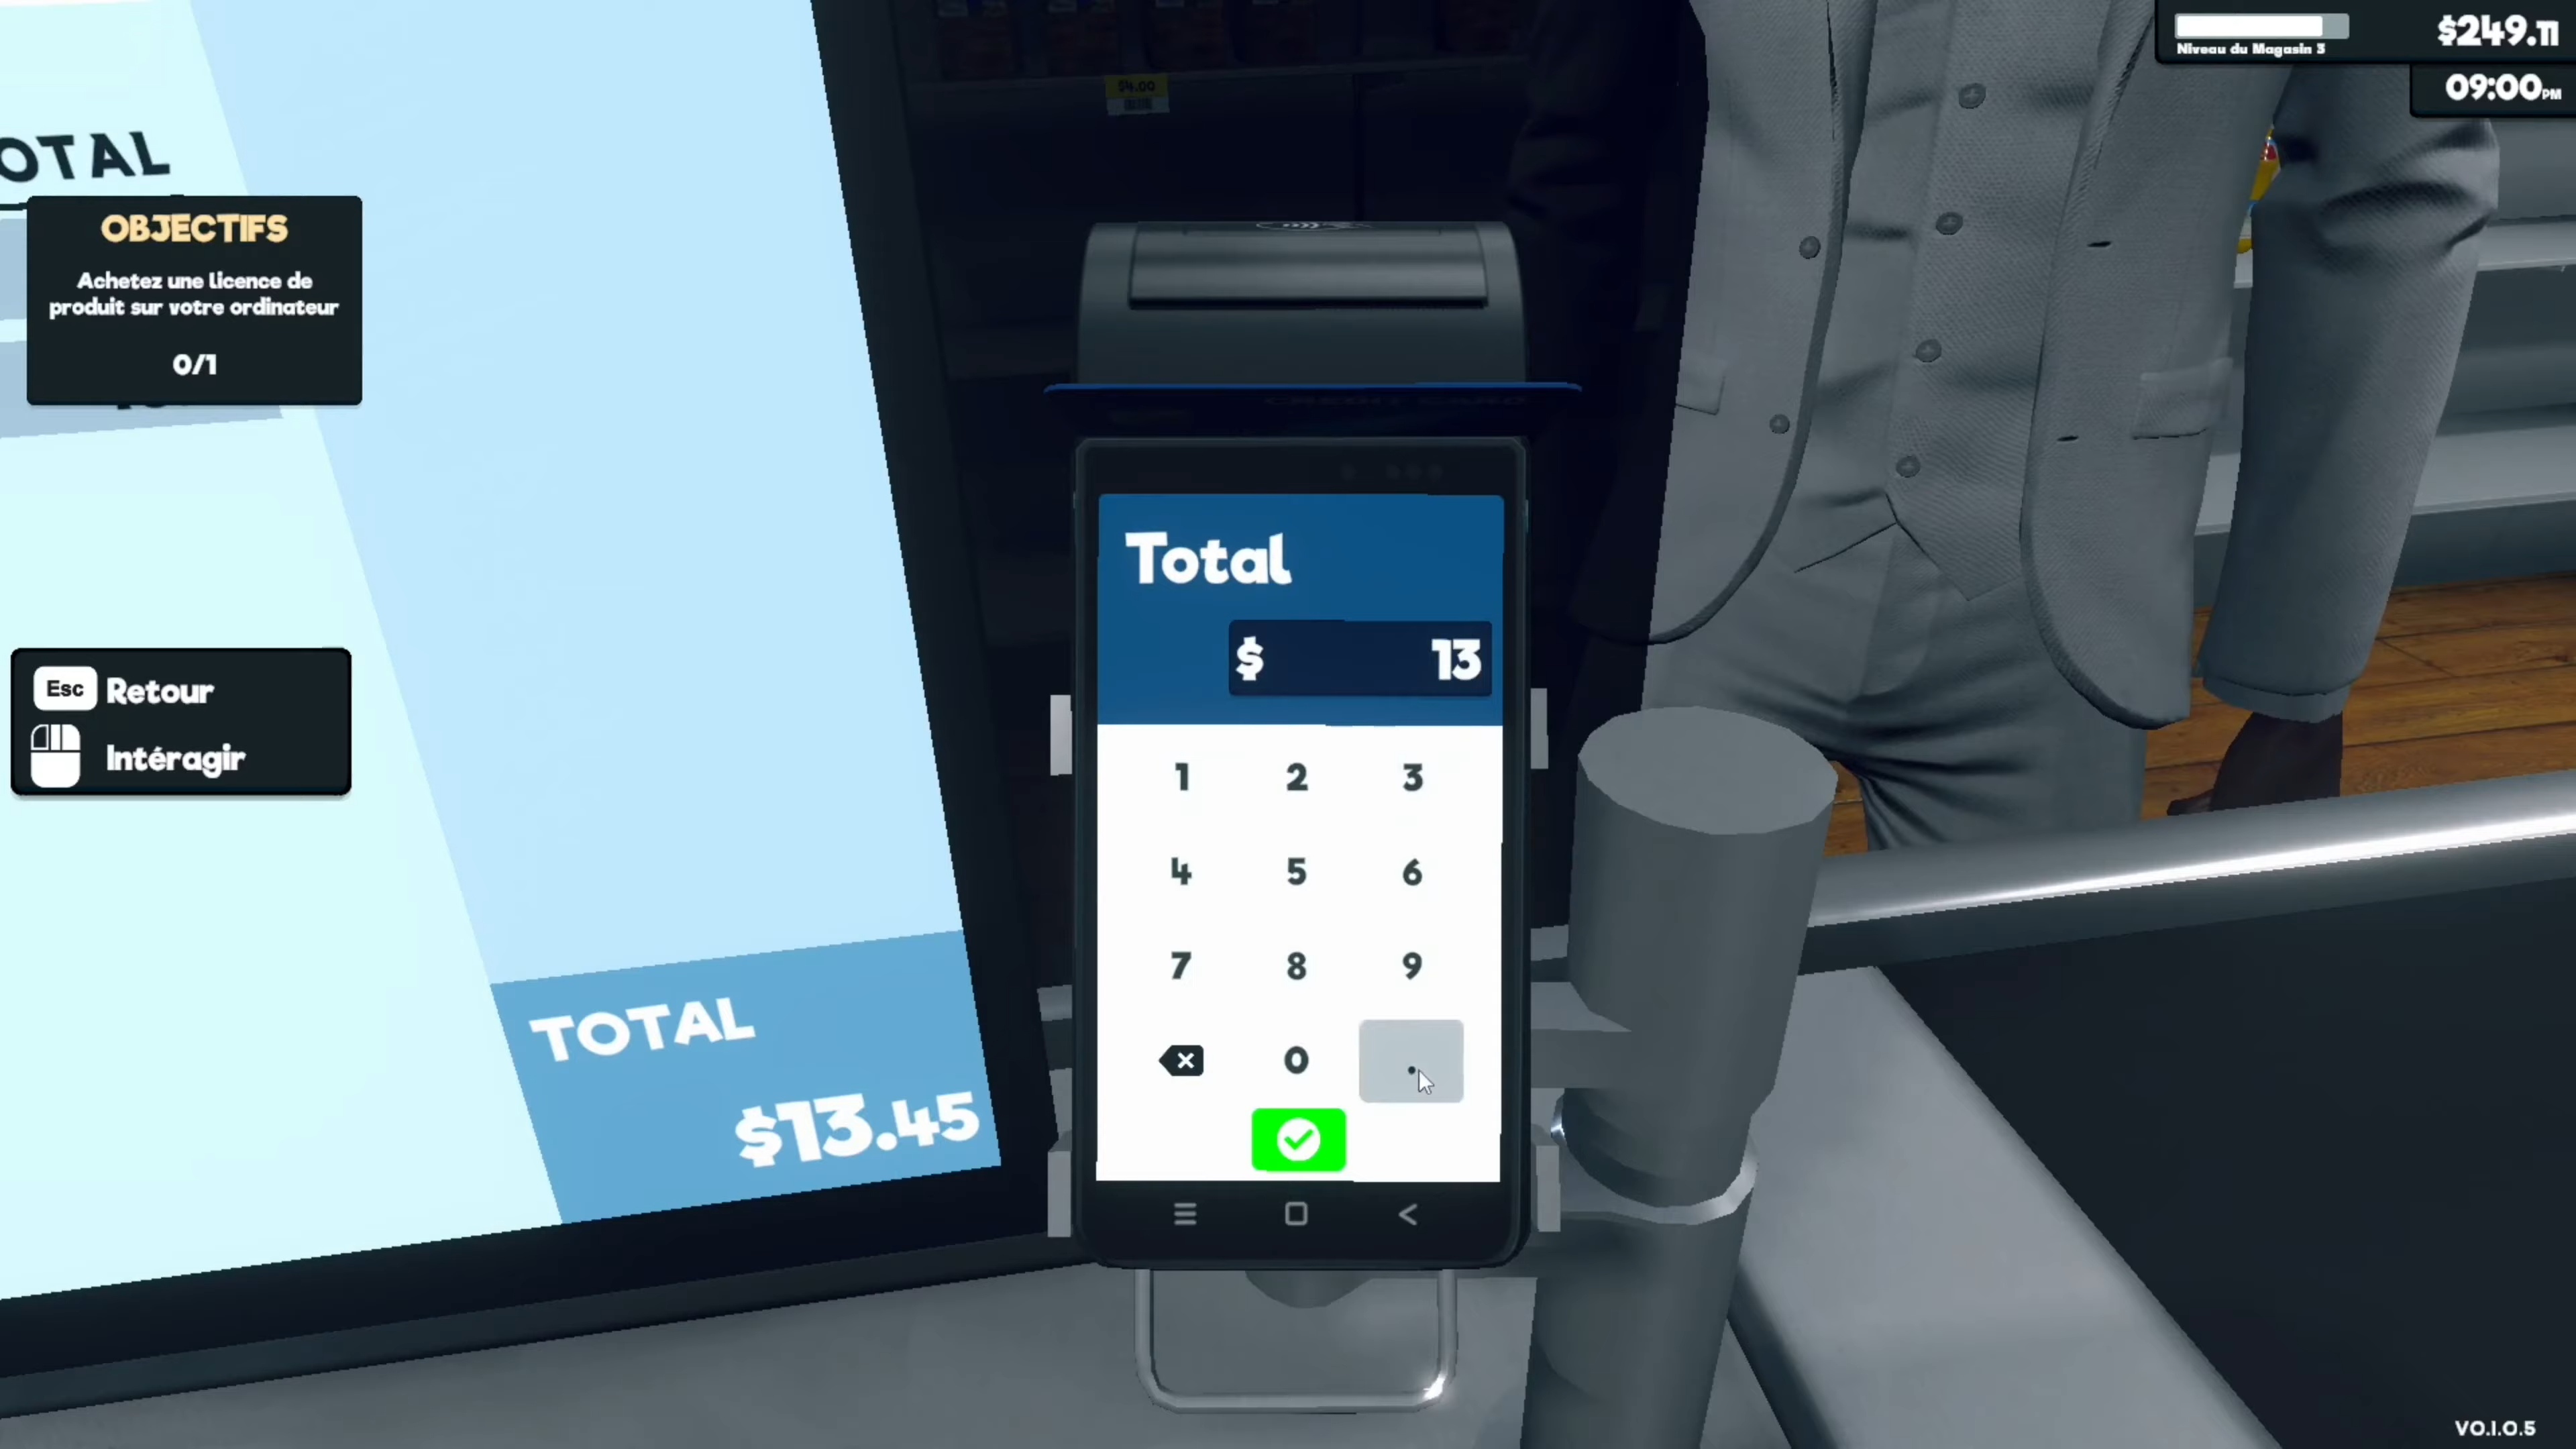 $249.11
Niveau du Magasin 3
09:00PM
$4.00
OTAL
OBJECTIFS
Achetez une licence de
produit sur votre ordinateur
0/1
Total
$ 13
Esc Retour
Intéragir
1 2 3
4 5 6
7 8 9
0 .
TOTAL
$13.45
V0.1.0.5